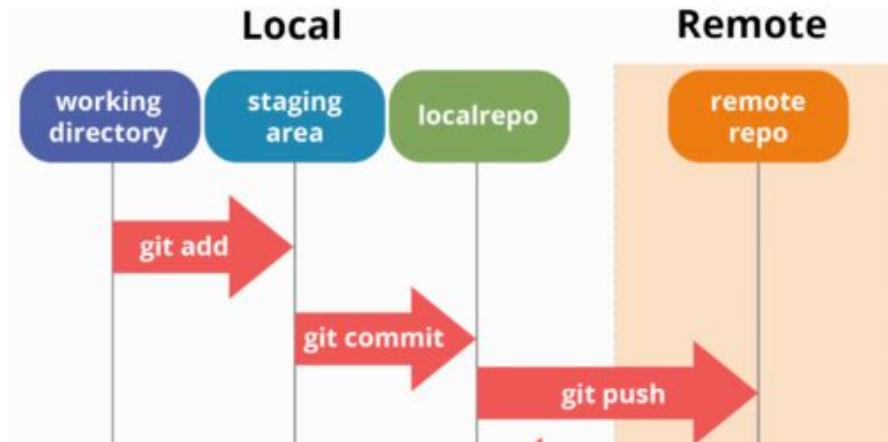 Local
Remote
working
directory
staging
area
localrepo
remote
repo
git add
git commit
git push